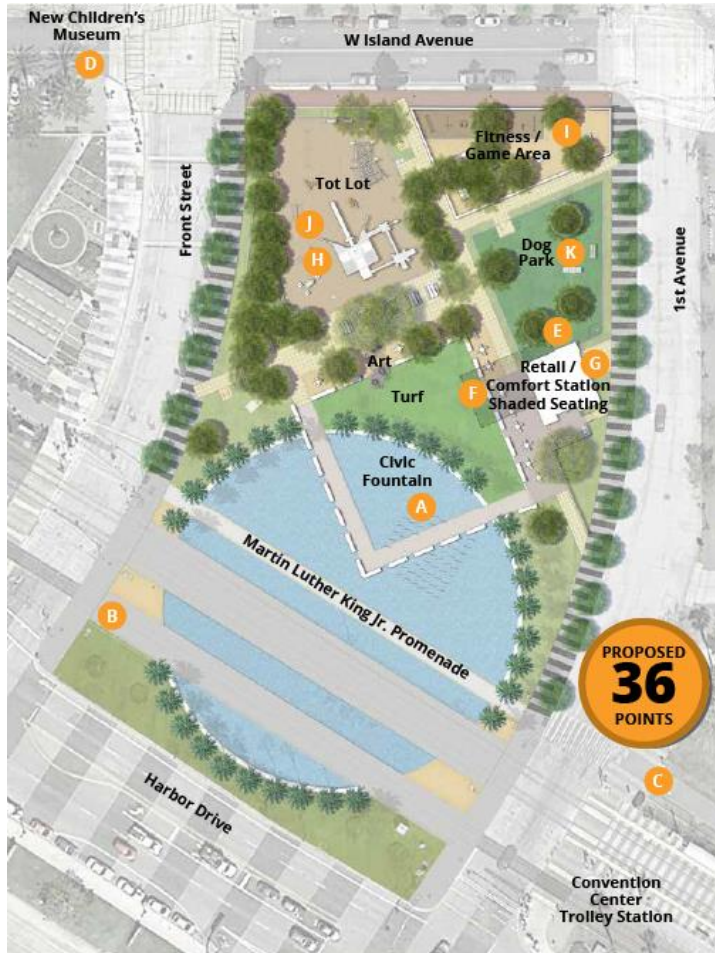 New Children's
Museum
D
W Island Avenue
I
Fitness /
Game Area
Tot Lot
Front Street
J
H
Dog
Park
K
1st Avenue
E
G
Art
Retail /
Comfort Station
Shaded Seating
F
Turf
Civic
Fountain
A
Martin Luther King Jr. Promenade
B
PROPOSED
36
POINTS
C
Harbor Drive
Convention
Center
Trolley Station